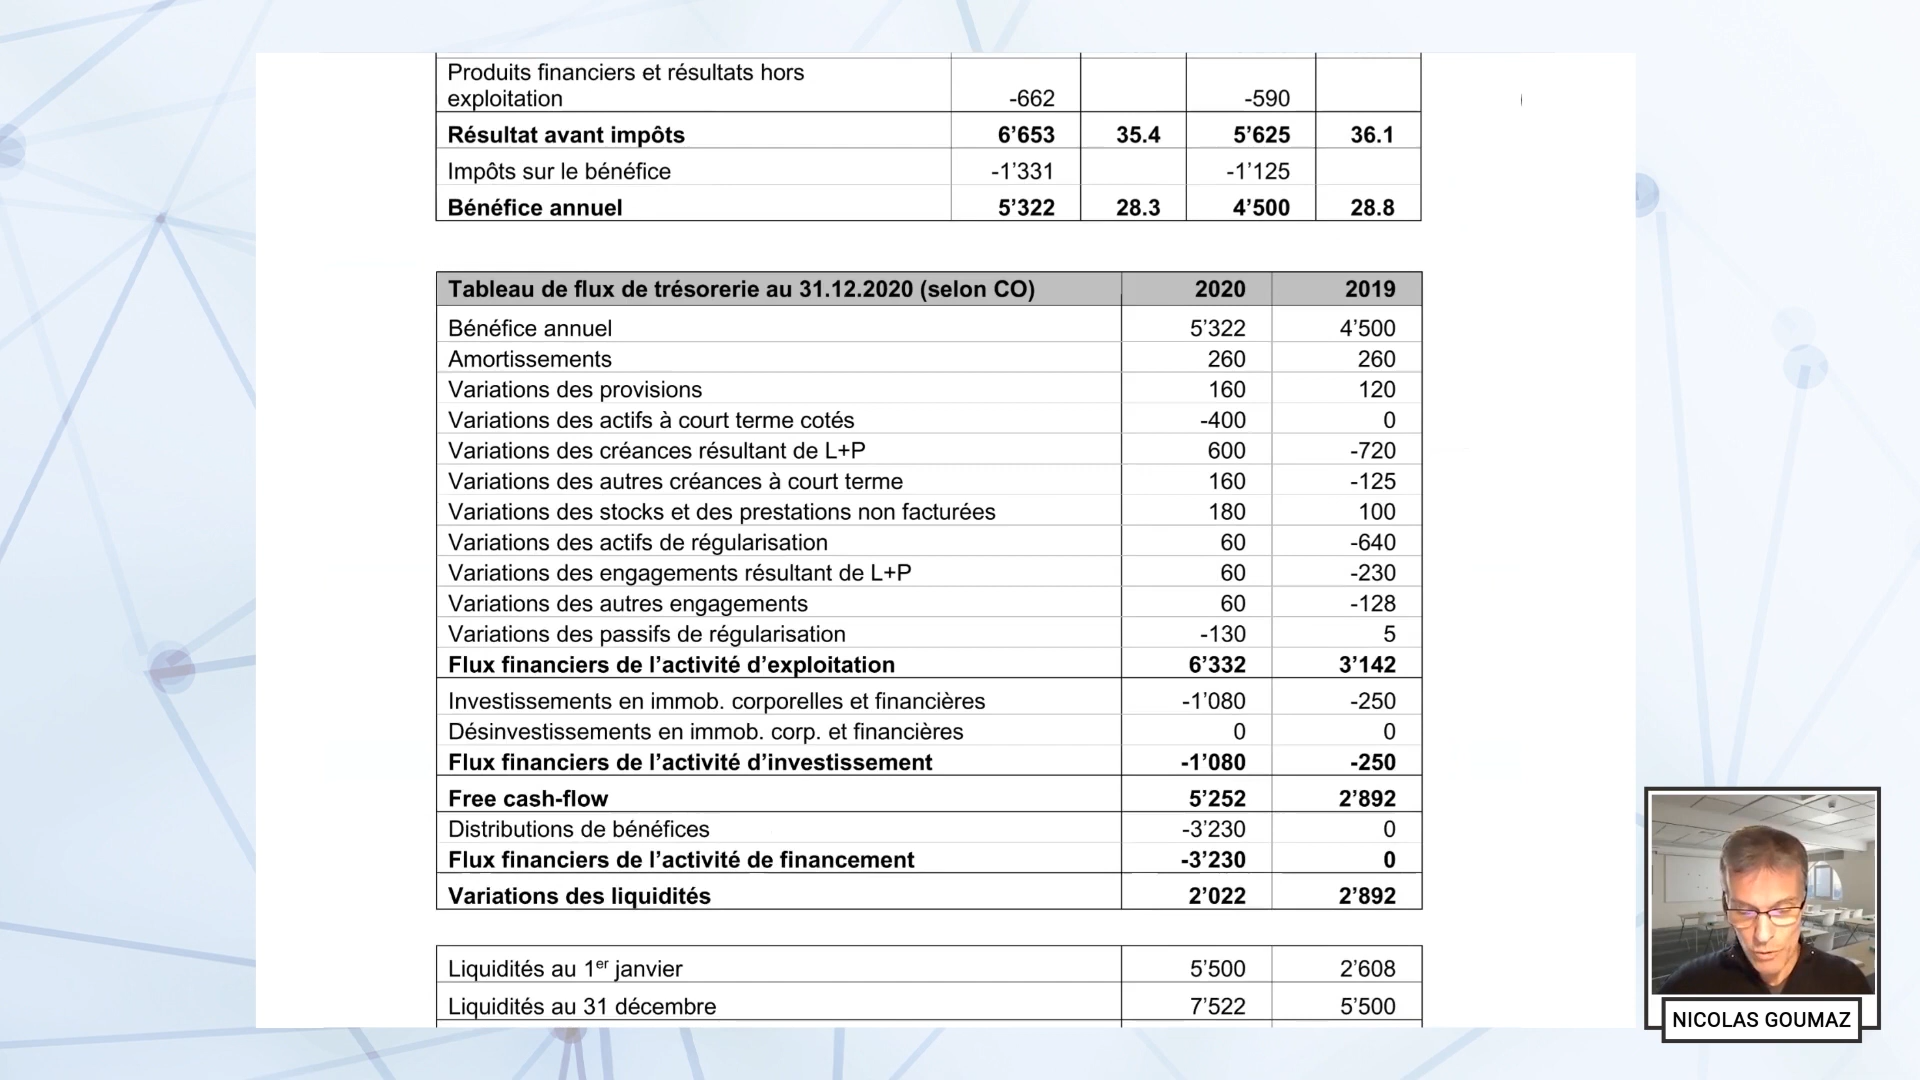 Produits financiers et résultats hors
exploitation -662 -590
Résultat avant impôts 6’653 35.4 5’625 36.1
Impôts sur le bénéfice -1’331 -1’125
Bénéfice annuel 5’322 28.3 4’500 28.8
Tableau de flux de trésorerie au 31.12.2020 (selon CO) 2020 2019
Bénéfice annuel 5’322 4’500
Amortissements 260 260
Variations des provisions 160 120
Variations des actifs à court terme cotés -400 0
Variations des créances résultant de L+P 600 -720
Variations des autres créances à court terme 160 -125
Variations des stocks et des prestations non facturées 180 100
Variations des actifs de régularisation 60 -640
Variations des engagements résultant de L+P 60 -230
Variations des autres engagements 60 -128
Variations des passifs de régularisation -130 5
Flux financiers de l’activité d’exploitation 6’332 3’142
Investissements en immob. corporelles et financières -1’080 -250
Désinvestissements en immob. corp. et financières 0 0
Flux financiers de l’activité d’investissement -1’080 -250
Free cash-flow 5’252 2’892
Distributions de bénéfices -3’230 0
Flux financiers de l’activité de financement -3’230 0
Variations des liquidités 2’022 2’892
Liquidités au 1er janvier 5’500 2’608
Liquidités au 31 décembre 7’522 5’500
NICOLAS GOUMAZ